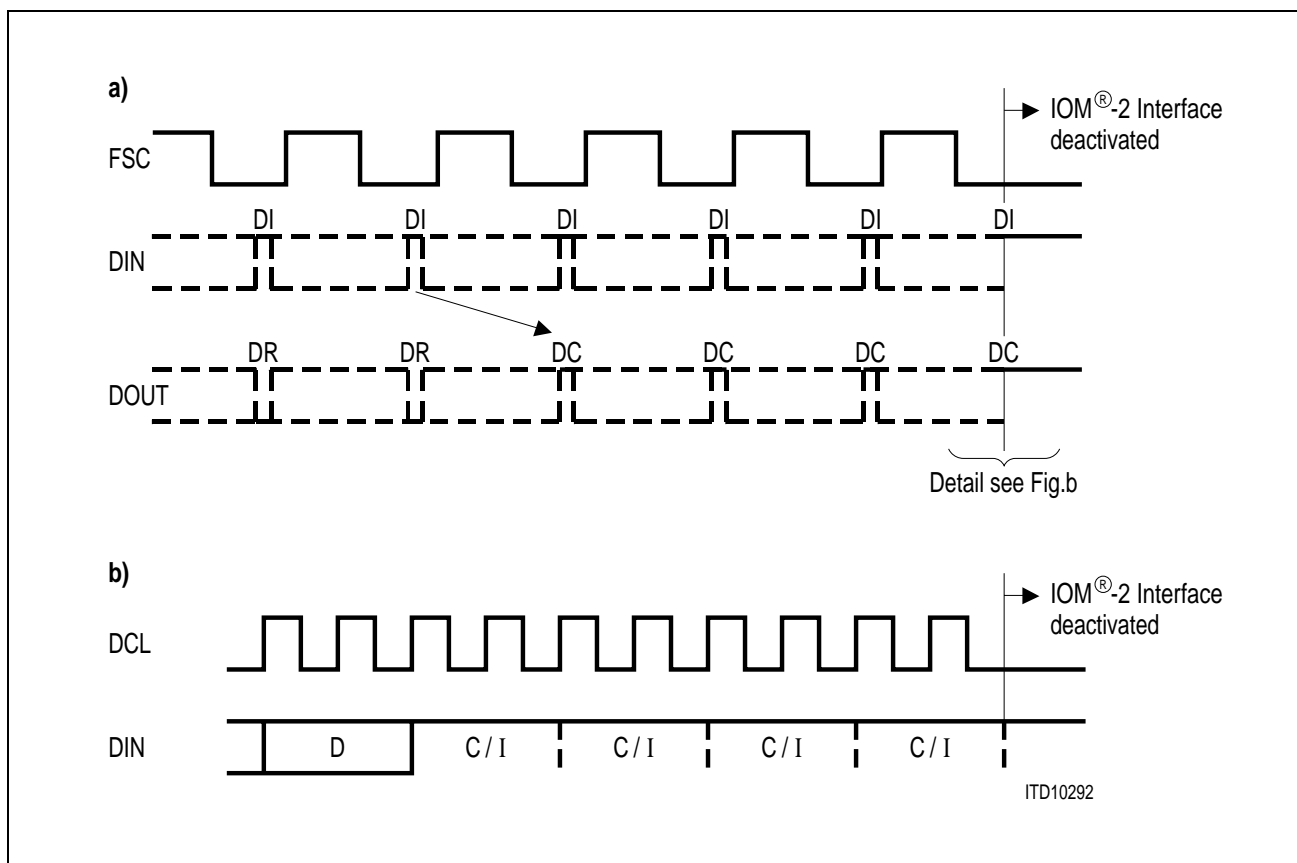 a)
IOM®-2 Interface
deactivated
FSC
DI DI DI DI DI DI
DIN
DR DR DC DC DC DC
DOUT
Detail see Fig.b
b)
IOM®-2 Interface
deactivated
DCL
DIN D C / I C / I C / I C / I
ITD10292